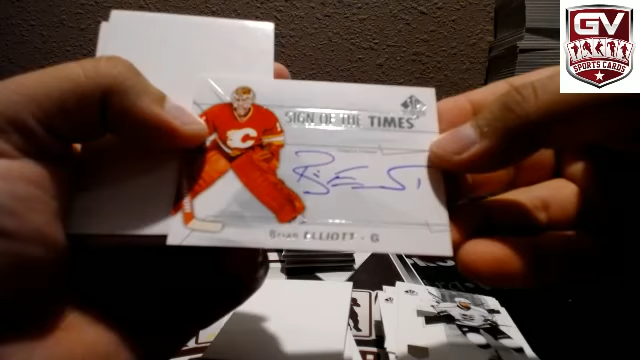 GV
SPORTS CARDS
SIGN OF THE TIMES
BRIAN ELLIOTT - G